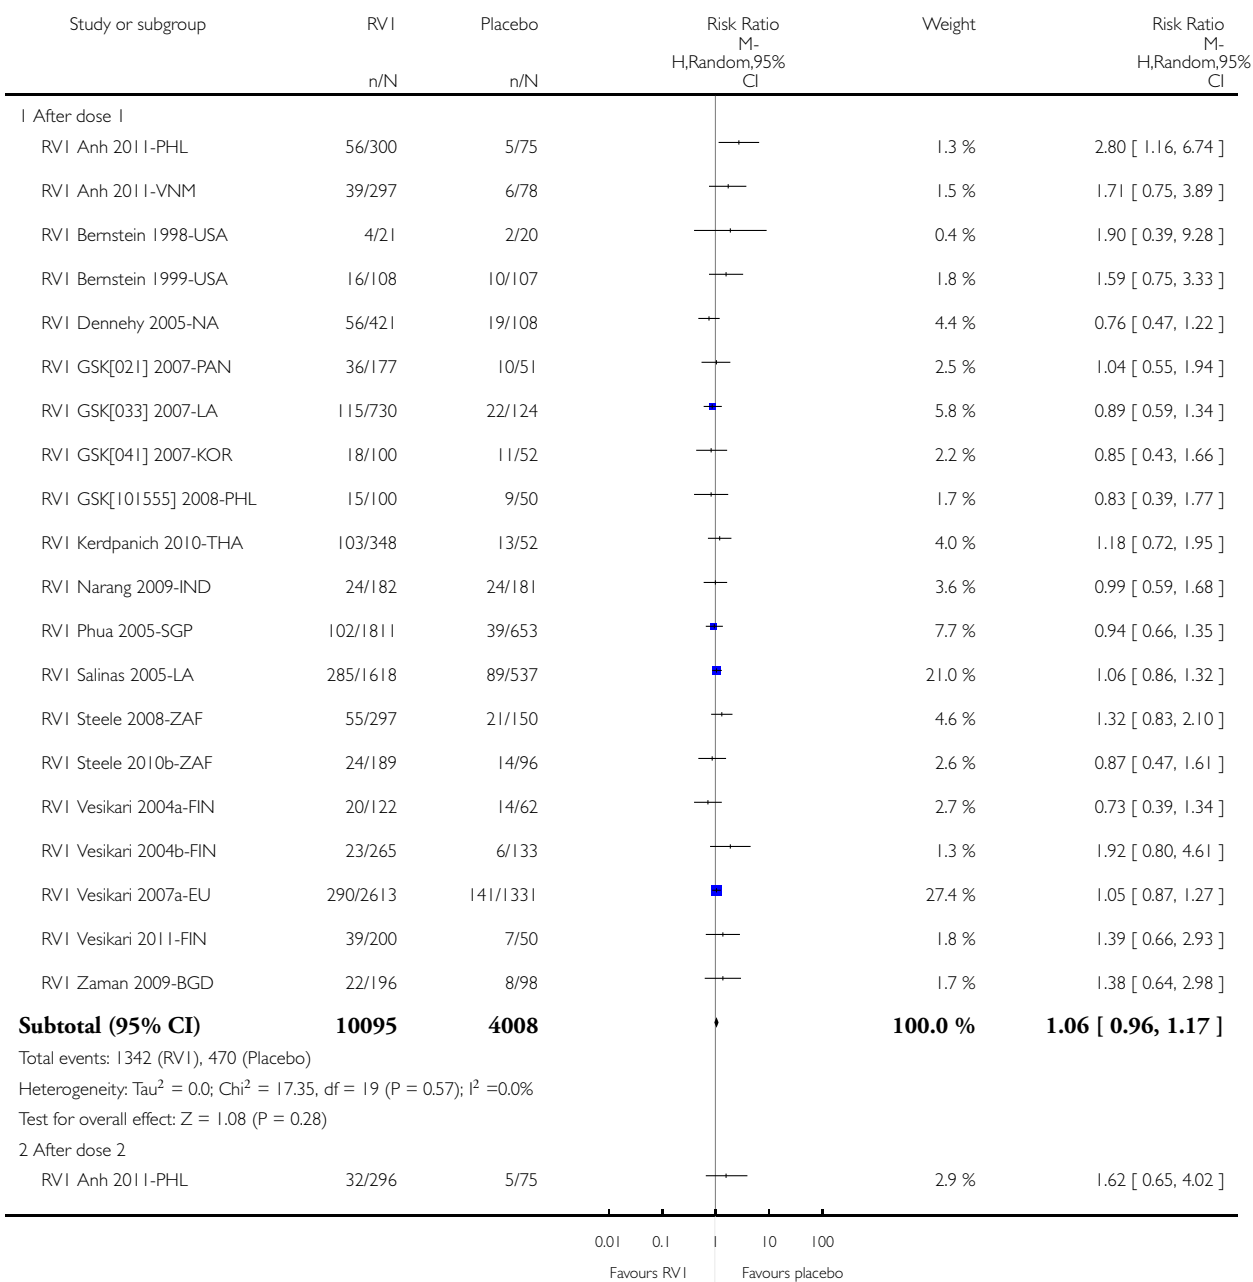 Study or subgroup RV1 Placebo Risk Ratio Weight Risk Ratio
M- M-
H,Random,95% H,Random,95%
n/N n/N CI CI
1 After dose 1
RV1 Anh 2011-PHL 56/300 5/75 1.3 % 2.80 [ 1.16, 6.74 ]
RV1 Anh 2011-VNM 39/297 6/78 1.5 % 1.71 [ 0.75, 3.89 ]
RV1 Bernstein 1998-USA 4/21 2/20 0.4 % 1.90 [ 0.39, 9.28 ]
RV1 Bernstein 1999-USA 16/108 10/107 1.8 % 1.59 [ 0.75, 3.33 ]
RV1 Dennehy 2005-NA 56/421 19/108 4.4 % 0.76 [ 0.47, 1.22 ]
RV1 GSK[021] 2007-PAN 36/177 10/51 2.5 % 1.04 [ 0.55, 1.94 ]
RV1 GSK[033] 2007-LA 115/730 22/124 5.8 % 0.89 [ 0.59, 1.34 ]
RV1 GSK[041] 2007-KOR 18/100 11/52 2.2 % 0.85 [ 0.43, 1.66 ]
RV1 GSK[101555] 2008-PHL 15/100 9/50 1.7 % 0.83 [ 0.39, 1.77 ]
RV1 Kerdpanich 2010-THA 103/348 13/52 4.0 % 1.18 [ 0.72, 1.95 ]
RV1 Narang 2009-IND 24/182 24/181 3.6 % 0.99 [ 0.59, 1.68 ]
RV1 Phua 2005-SGP 102/1811 39/653 7.7 % 0.94 [ 0.66, 1.35 ]
RV1 Salinas 2005-LA 285/1618 89/537 21.0 % 1.06 [ 0.86, 1.32 ]
RV1 Steele 2008-ZAF 55/297 21/150 4.6 % 1.32 [ 0.83, 2.10 ]
RV1 Steele 2010b-ZAF 24/189 14/96 2.6 % 0.87 [ 0.47, 1.61 ]
RV1 Vesikari 2004a-FIN 20/122 14/62 2.7 % 0.73 [ 0.39, 1.34 ]
RV1 Vesikari 2004b-FIN 23/265 6/133 1.3 % 1.92 [ 0.80, 4.61 ]
RV1 Vesikari 2007a-EU 290/2613 141/1331 27.4 % 1.05 [ 0.87, 1.27 ]
RV1 Vesikari 2011-FIN 39/200 7/50 1.8 % 1.39 [ 0.66, 2.93 ]
RV1 Zaman 2009-BGD 22/196 8/98 1.7 % 1.38 [ 0.64, 2.98 ]
Subtotal (95% CI) 10095 4008 100.0 % 1.06 [ 0.96, 1.17 ]
Total events: 1342 (RV1), 470 (Placebo)
Heterogeneity: Tau² = 0.0; Chi² = 17.35, df = 19 (P = 0.57); I² =0.0%
Test for overall effect: Z = 1.08 (P = 0.28)
2 After dose 2
RV1 Anh 2011-PHL 32/296 5/75 2.9 % 1.62 [ 0.65, 4.02 ]
0.01 0.1 1 10 100
Favours RV1 Favours placebo